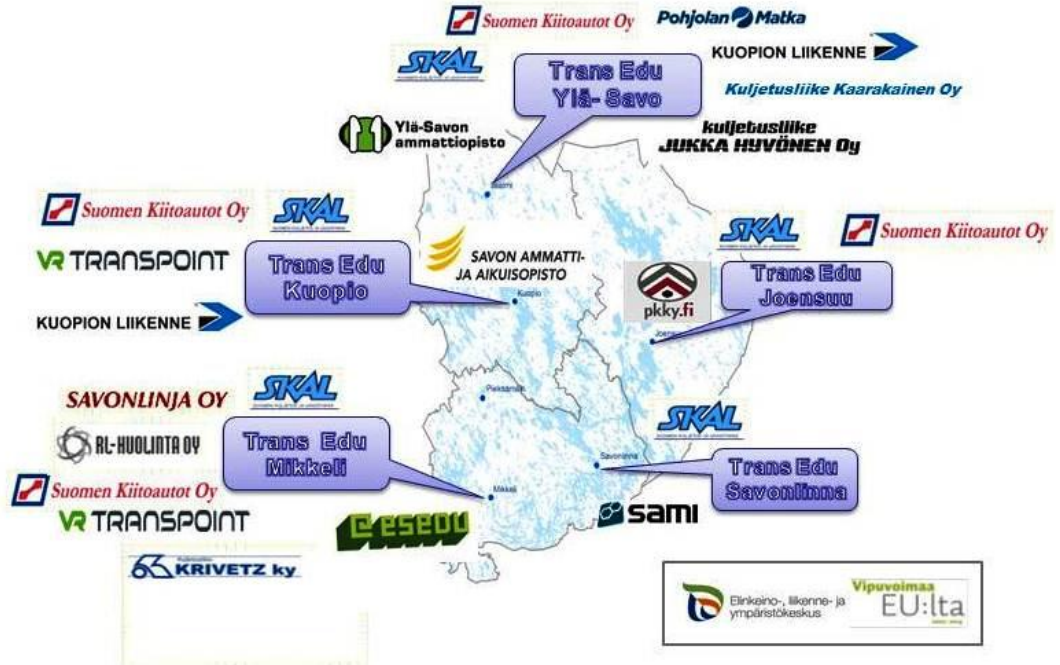 Suomen Kiitoautot Oy
Pohjolan Matka
SKAL
KUOPION LIIKENNE
Trans Edu
Ylä- Savo
Kuljetusliike Kaarakainen Oy
Ylä-Savon
ammattiopisto
kuljetusliike
JUKKA HYVÖNEN Oy
Iisalmi
Suomen Kiitoautot Oy
SKAL
SKAL
Suomen Kiitoautot Oy
VR TRANSPOINT
Trans Edu
Kuopio
SAVON AMMATTI-
JA AIKUISOPISTO
Trans Edu
Joensuu
pkky.fi
Kuopio
KUOPION LIIKENNE
Joensuu
Pieksämäki
SAVONLINJA OY
SKAL
SKAL
RL-HUOLINTA OY
Trans Edu
Mikkeli
Savonlinna
Trans Edu
Savonlinna
Suomen Kiitoautot Oy
Mikkeli
VR TRANSPOINT
esedu
sami
KRIVETZ ky
Elinkeino-, liikenne- ja
ympäristökeskus
Vipuvoimaa
EU:lta